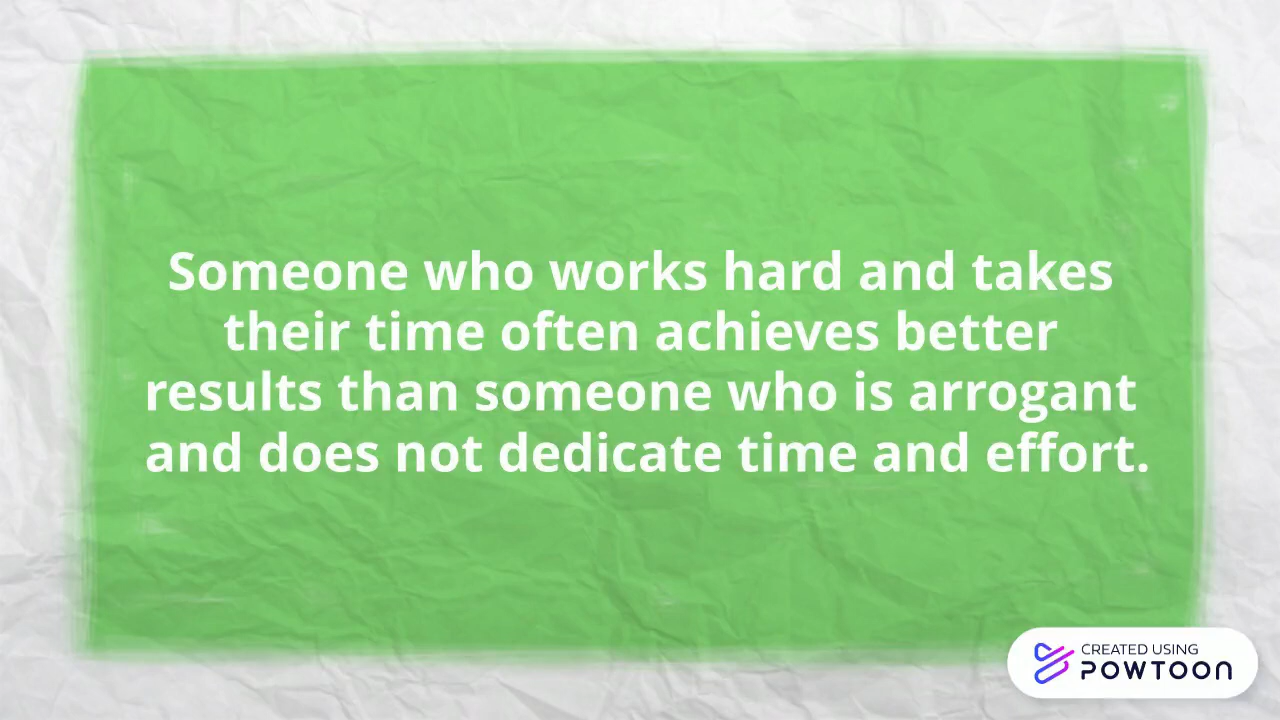 Someone who works hard and takes
their time often achieves better
results than someone who is arrogant
and does not dedicate time and effort.
CREATED USING
POWTOON